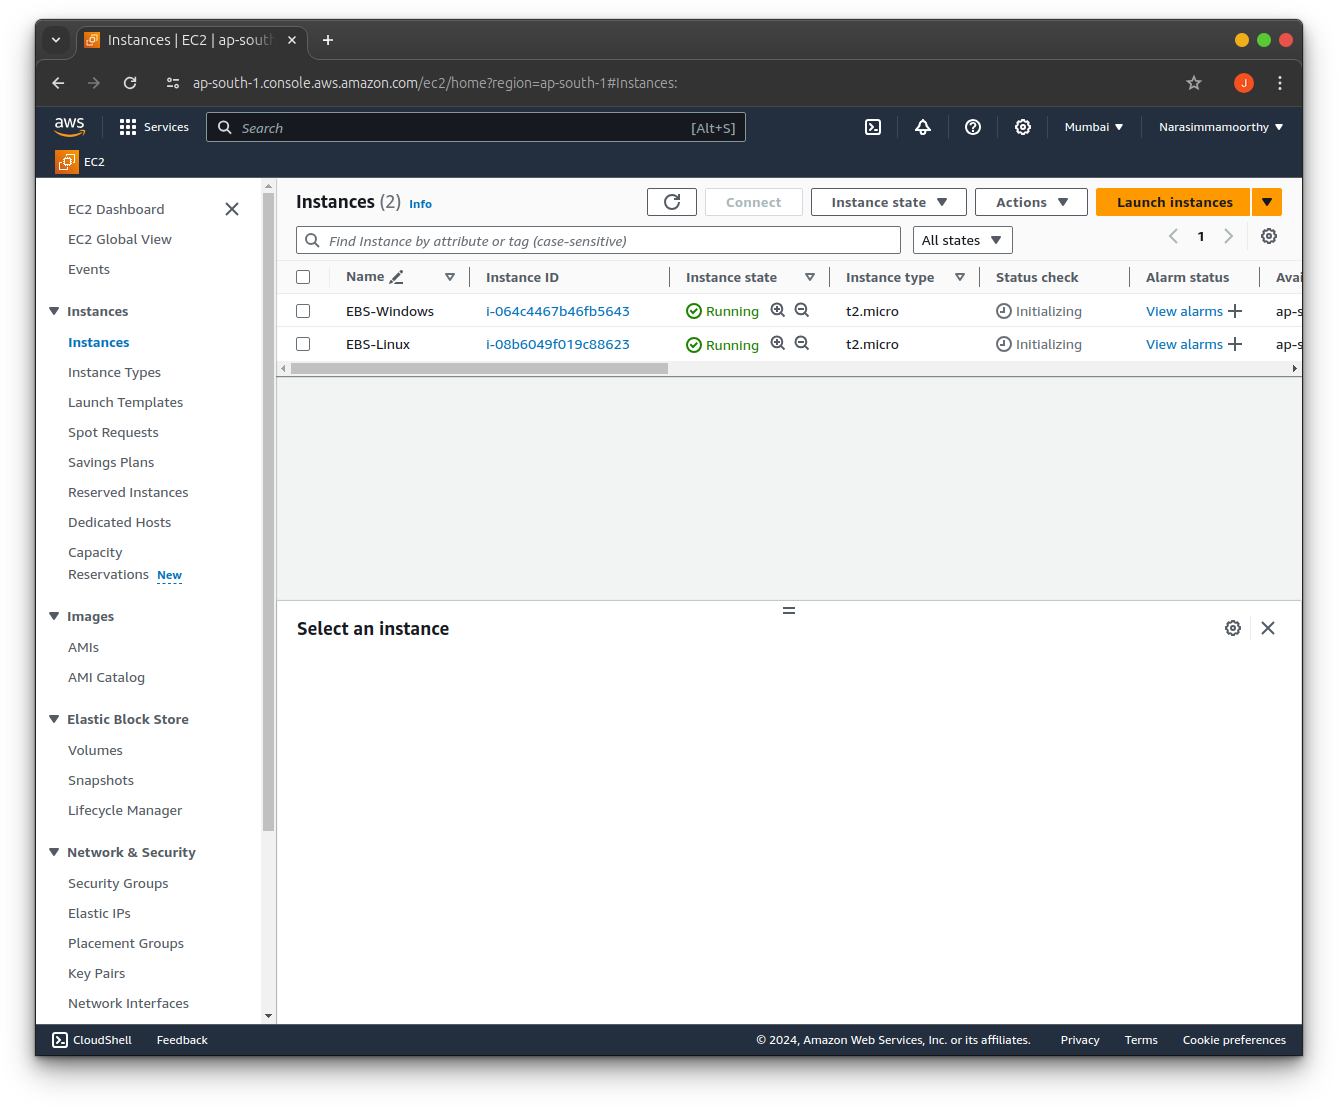 Instances | EC2 | ap-sout
ap-south-1.console.aws.amazon.com/ec2/home?region=ap-south-1#Instances:
J
aws
Services
Search
[Alt+S]
Mumbai
Narasimmamoorthy
EC2
EC2 Dashboard
EC2 Global View
Events
Instances
Instances
Instance Types
Launch Templates
Spot Requests
Savings Plans
Reserved Instances
Dedicated Hosts
Capacity
Reservations New
Images
AMIs
AMI Catalog
Elastic Block Store
Volumes
Snapshots
Lifecycle Manager
Network & Security
Security Groups
Elastic IPs
Placement Groups
Key Pairs
Network Interfaces
Instances (2) Info
Connect
Instance state
Actions
Launch instances
Find Instance by attribute or tag (case-sensitive)
All states
1
Name Instance ID Instance state Instance type Status check Alarm status Avai
EBS-Windows i-064c4467b46fb5643 Running t2.micro Initializing View alarms ap-s
EBS-Linux i-08b6049f019c88623 Running t2.micro Initializing View alarms ap-s
Select an instance
CloudShell Feedback © 2024, Amazon Web Services, Inc. or its affiliates. Privacy Terms Cookie preferences